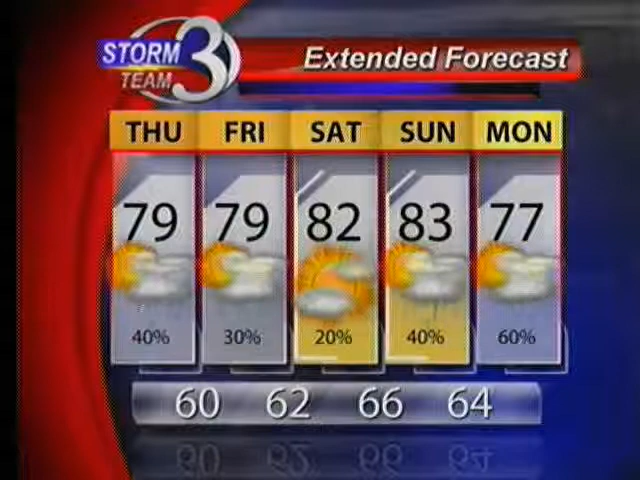 STORM
TEAM 3
Extended Forecast
THU FRI SAT SUN MON
79 79 82 83 77
40% 30% 20% 40% 60%
60 62 66 64